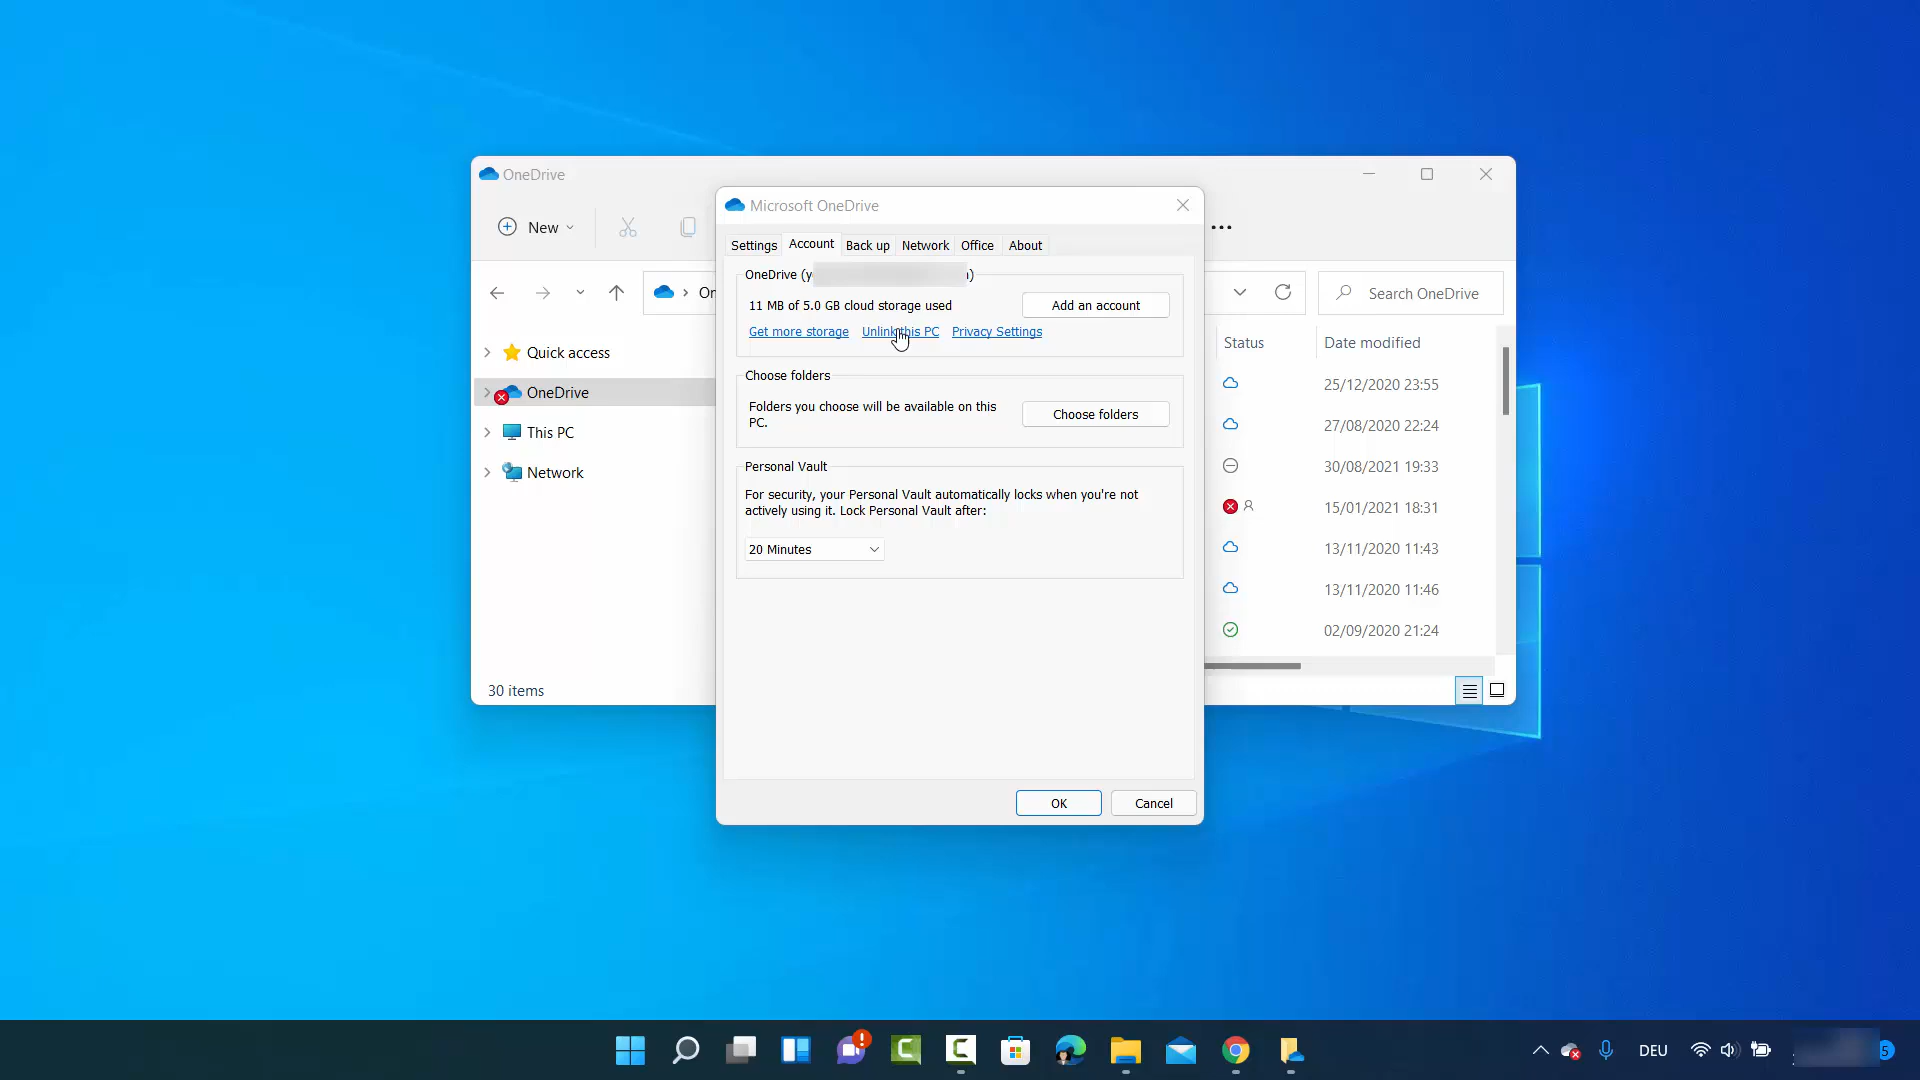 OneDrive
New
On
Search OneDrive
Quick access
OneDrive
This PC
Network
30 items
Status
Date modified
25/12/2020 23:55
27/08/2020 22:24
30/08/2021 19:33
15/01/2021 18:31
13/11/2020 11:43
13/11/2020 11:46
02/09/2020 21:24
Microsoft OneDrive
Settings
Account
Back up
Network
Office
About
OneDrive (y
)
11 MB of 5.0 GB cloud storage used
Add an account
Get more storage
Unlink this PC
Privacy Settings
Choose folders
Folders you choose will be available on this
PC.
Choose folders
Personal Vault
For security, your Personal Vault automatically locks when you're not
actively using it. Lock Personal Vault after:
20 Minutes
OK
Cancel
DEU
5